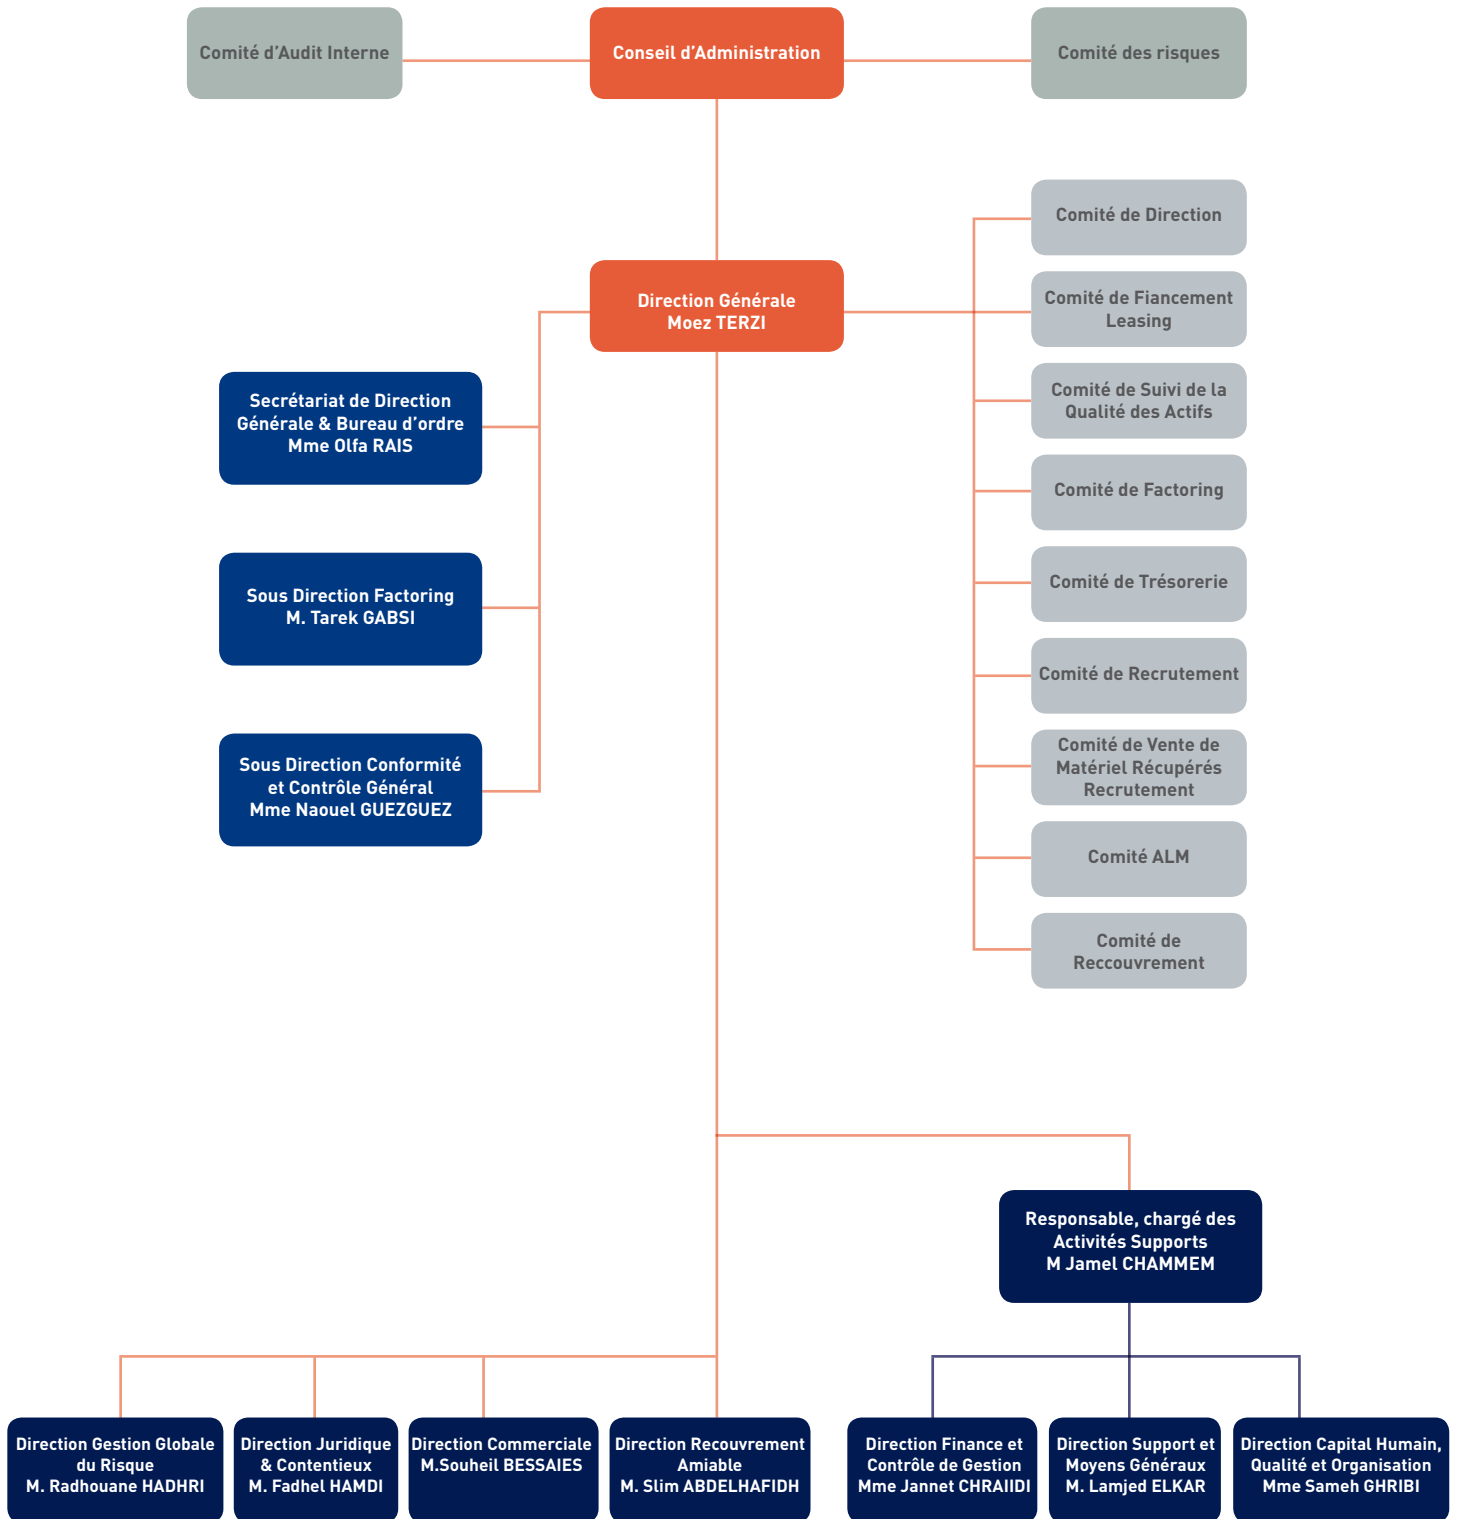 Comité d’Audit Interne
Conseil d’Administration
Comité des risques
Comité de Direction
Direction Générale
Moez TERZI
Comité de Fiancement
Leasing
Secrétariat de Direction
Générale & Bureau d’ordre
Mme Olfa RAIS
Comité de Suivi de la
Qualité des Actifs
Comité de Factoring
Sous Direction Factoring
M. Tarek GABSI
Comité de Trésorerie
Comité de Recrutement
Sous Direction Conformité
et Contrôle Général
Mme Naouel GUEZGUEZ
Comité de Vente de
Matériel Récupérés
Recrutement
Comité ALM
Comité de
Reccouvrement
Responsable, chargé des
Activités Supports
M Jamel CHAMMEM
Direction Gestion Globale
du Risque
M. Radhouane HADHRI
Direction Juridique
& Contentieux
M. Fadhel HAMDI
Direction Commerciale
M.Souheil BESSAIES
Direction Recouvrement
Amiable
M. Slim ABDELHAFIDH
Direction Finance et
Contrôle de Gestion
Mme Jannet CHRAIIDI
Direction Support et
Moyens Généraux
M. Lamjed ELKAR
Direction Capital Humain,
Qualité et Organisation
Mme Sameh GHRIBI